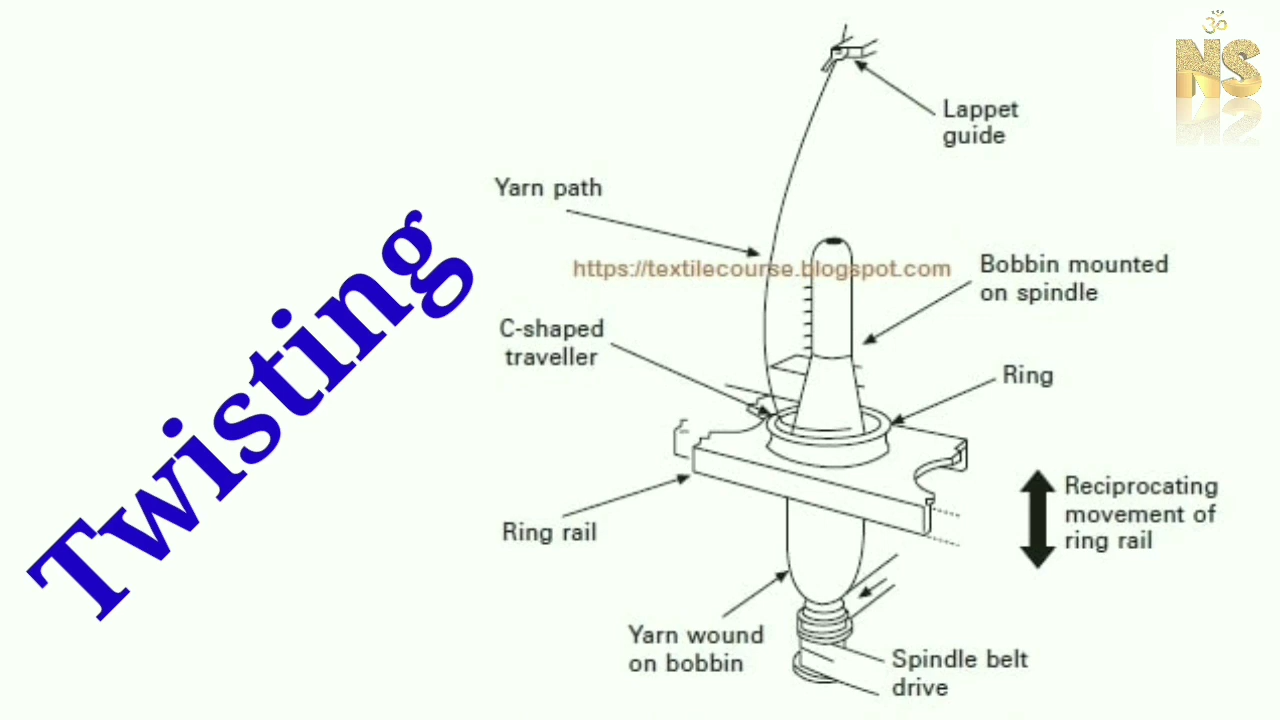 ॐ
NS
Lappet
guide
Yarn path
https://textilecourse.blogspot.com
Bobbin mounted
on spindle
C-shaped
traveller
Ring
Twisting
Reciprocating
movement of
ring rail
Ring rail
Yarn wound
on bobbin
Spindle belt
drive